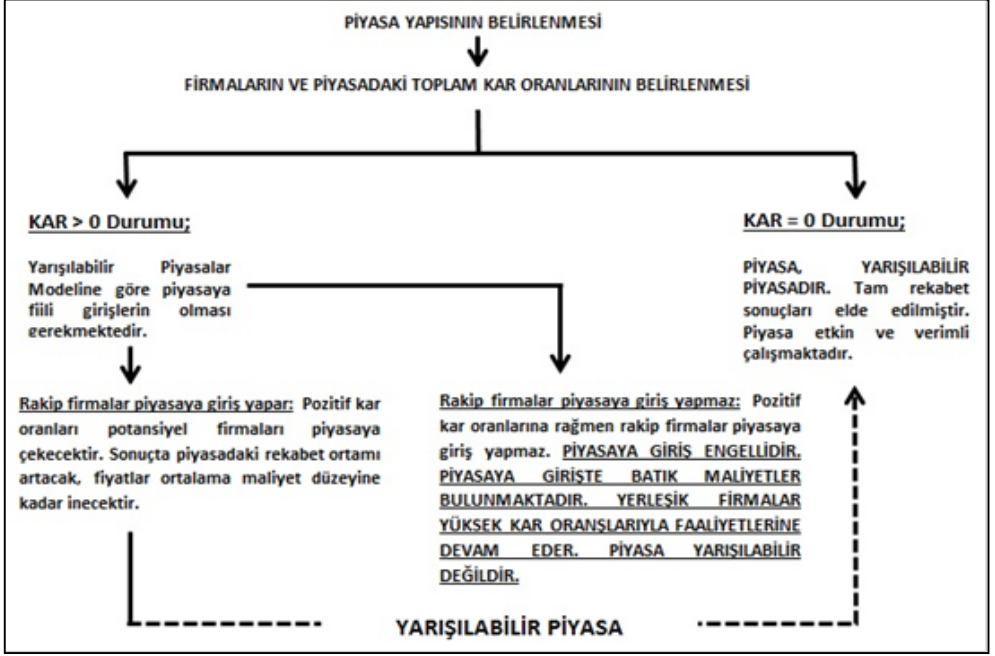 PİYASA YAPISININ BELİRLENMESİ
FİRMALARIN VE PİYASADAKİ TOPLAM KAR ORANLARININ BELİRLENMESİ
KAR > 0 Durumu;
Yarışılabilir Piyasalar
Modeline göre piyasaya
fiili girişlerin olması
gerekmektedir.
KAR = 0 Durumu;
PİYASA, YARIŞILABİLİR
PİYASADIR. Tam rekabet
sonuçları elde edilmiştir.
Piyasa etkin ve verimli
çalışmaktadır.
Rakip firmalar piyasaya giriş yapar: Pozitif kar
oranları potansiyel firmaları piyasaya
çekecektir. Sonuçta piyasadaki rekabet ortamı
artacak, fiyatlar ortalama maliyet düzeyine
kadar inecektir.
Rakip firmalar piyasaya giriş yapmaz: Pozitif
kar oranlarına rağmen rakip firmalar piyasaya
giriş yapmaz. PİYASAYA GİRİŞ ENGELLİDİR.
PİYASAYA GİRİŞTE BATIK MALİYETLER
BULUNMAKTADIR. YERLEŞİK FİRMALAR
YÜKSEK KAR ORANŞLARIYLA FAALİYETLERİNE
DEVAM EDER. PİYASA YARIŞILABİLİR
DEĞİLDİR.
YARIŞILABİLİR PİYASA